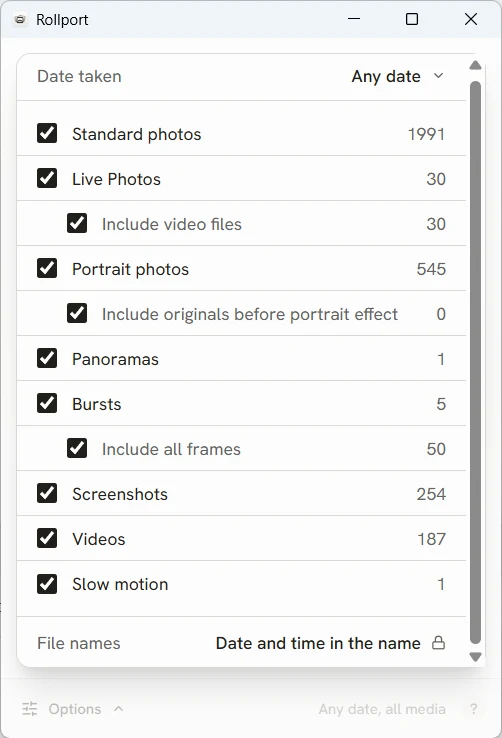 Rollport
Date taken Any date
Standard photos 1991
Live Photos 30
Include video files 30
Portrait photos 545
Include originals before portrait effect 0
Panoramas 1
Bursts 5
Include all frames 50
Screenshots 254
Videos 187
Slow motion 1
File names Date and time in the name
Options Any date, all media ?